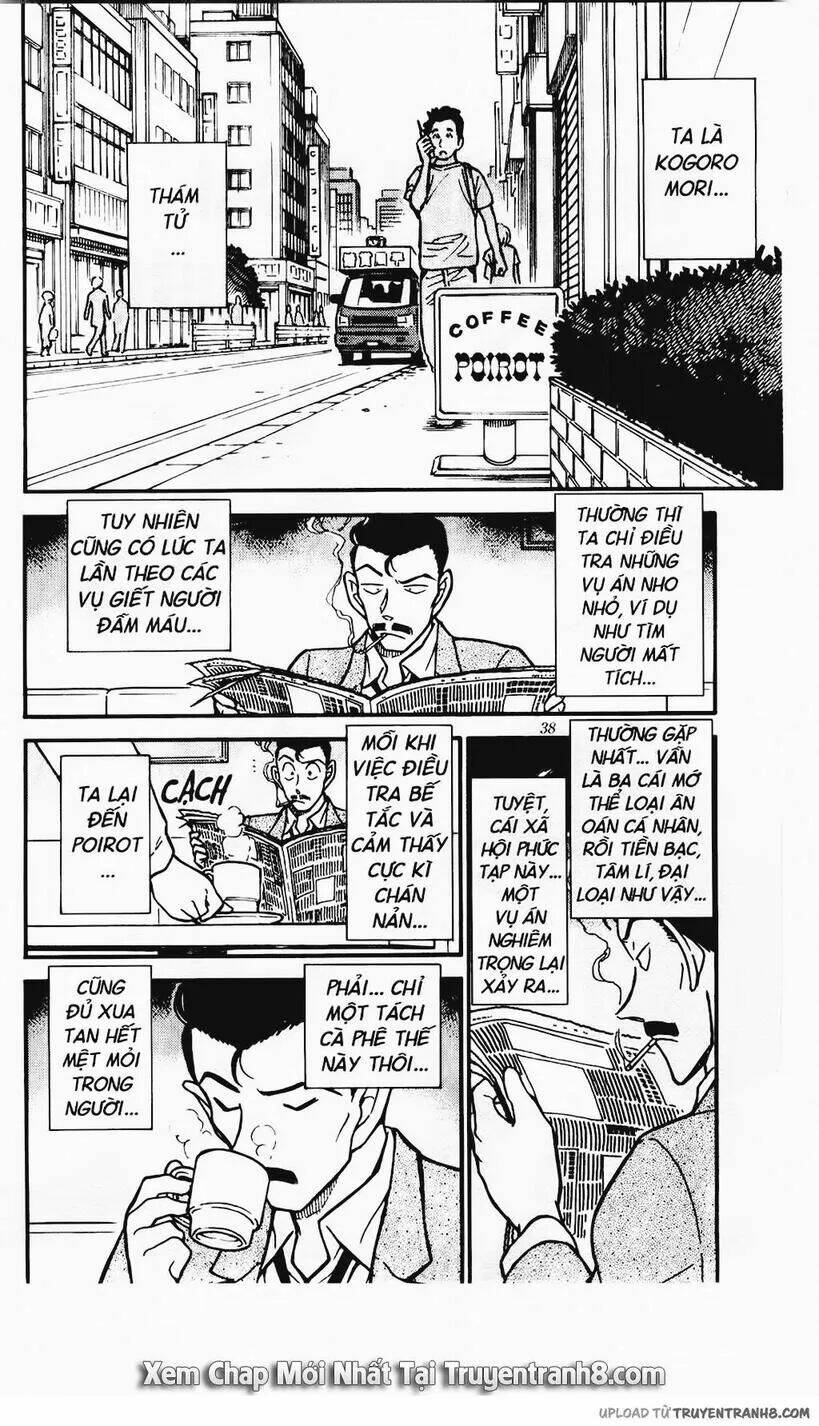 TA LÀ
KOGORO
MORI...
THÁM
TỬ
...
COFFEE
POIROT
THƯỜNG THÌ
TA CHỈ ĐIỀU
TRA NHỮNG
VỤ ÁN NHO
NHỎ, VÍ DỤ
NHƯ TÌM
NGƯỜI MẤT
TÍCH...
TUY NHIÊN
CŨNG CÓ LÚC TA
LẦN THEO CÁC
VỤ GIẾT NGƯỜI
ĐẪM MÁU...
38
THƯỜNG GẶP
NHẤT... VẪN
LÀ BA CÁI MỚ
THỂ LOẠI ÂN
OÁN CÁ NHÂN,
RỒI TIỀN BẠC,
TÂM LÍ, ĐẠI
LOẠI NHƯ VẬY...
TUYỆT,
CÁI XÃ
HỘI PHỨC
TẠP NÀY...
MỘT
VỤ ÁN
NGHIÊM
TRỌNG LẠI
XẢY RA...
MỖI KHI
VIỆC ĐIỀU
TRA BẾ
TẮC VÀ
CẢM THẤY
CỰC KÌ
CHÁN
NẢN...
CẠCH
TA LẠI
ĐẾN
POIROT...
PHẢI... CHỈ
MỘT TÁCH
CÀ PHÊ THẾ
NÀY THÔI...
CŨNG
ĐỦ XUA
TAN HẾT
MỆT MỎI
TRONG
NGƯỜI...
Xem Chap Mới Nhất Tại Truyentranh8.com
UPLOAD TỪ TRUYENTRANH8.COM